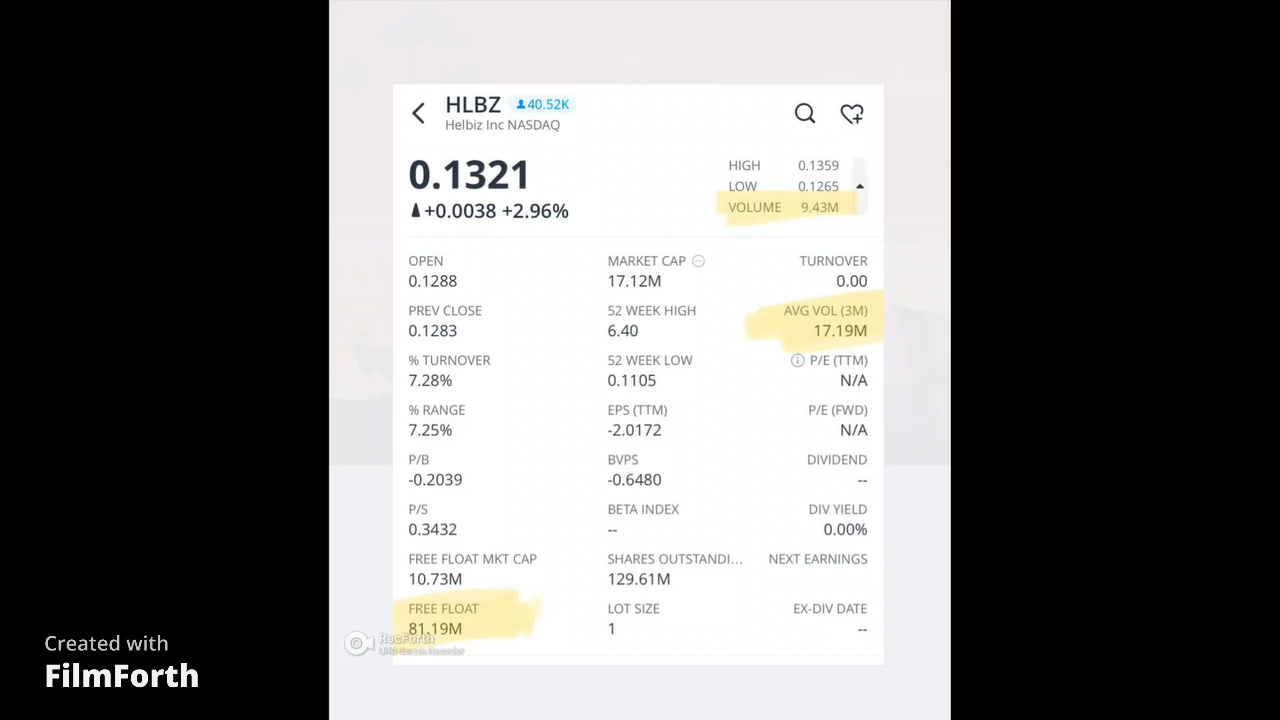 HLBZ 40.52K
Helbiz Inc NASDAQ
0.1321
+0.0038 +2.96%
HIGH 0.1359
LOW 0.1265
VOLUME 9.43M
OPEN MARKET CAP TURNOVER
0.1288 17.12M 0.00
PREV CLOSE 52 WEEK HIGH AVG VOL (3M)
0.1283 6.40 17.19M
% TURNOVER 52 WEEK LOW P/E (TTM)
7.28% 0.1105 N/A
% RANGE EPS (TTM) P/E (FWD)
7.25% -2.0172 N/A
P/B BVPS DIVIDEND
-0.2039 -0.6480 --
P/S BETA INDEX DIV YIELD
0.3432 -- 0.00%
FREE FLOAT MKT CAP SHARES OUTSTANDI... NEXT EARNINGS
10.73M 129.61M
FREE FLOAT LOT SIZE EX-DIV DATE
81.19M 1 --
RecForth
UHD Screen Recorder
Created with
FilmForth